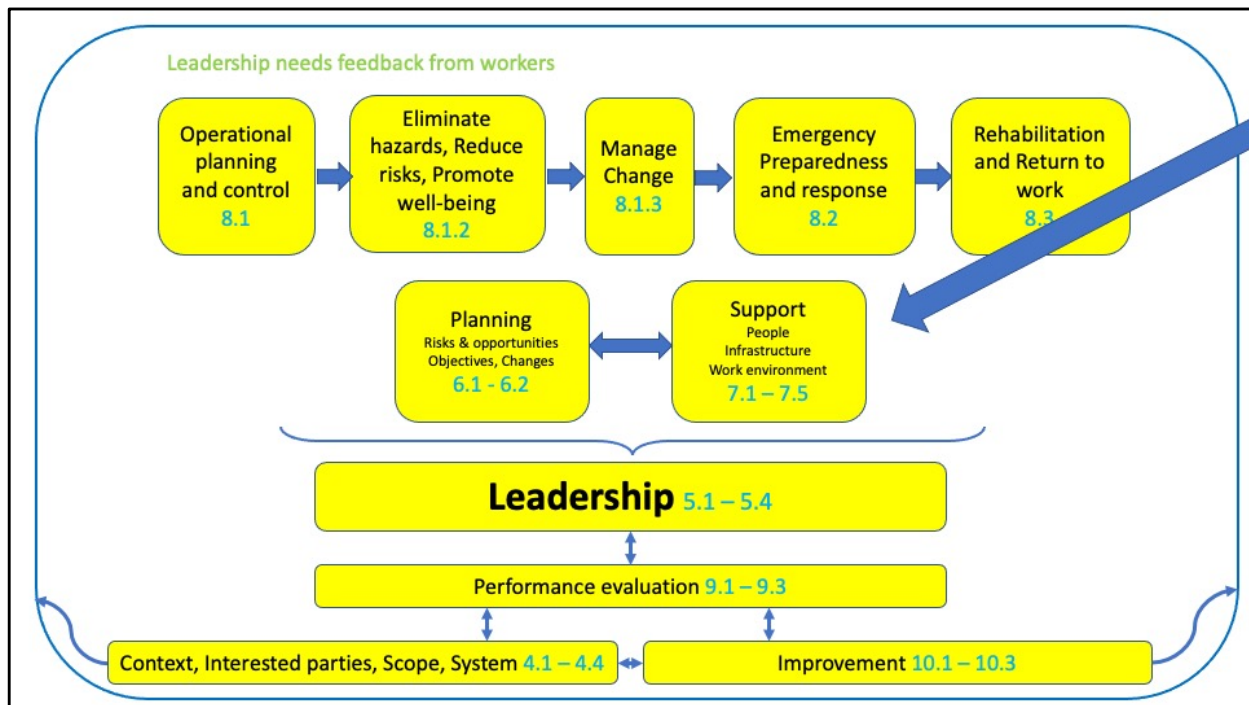 Leadership needs feedback from workers
Operational
planning
and control
8.1
Eliminate
hazards, Reduce
risks, Promote
well-being
8.1.2
Manage
Change
8.1.3
Emergency
Preparedness
and response
8.2
Rehabilitation
and Return to
work
8.3
Planning
Risks & opportunities
Objectives, Changes
6.1 - 6.2
Support
People
Infrastructure
Work environment
7.1 – 7.5
Leadership 5.1 – 5.4
Performance evaluation 9.1 – 9.3
Context, Interested parties, Scope, System 4.1 – 4.4
Improvement 10.1 – 10.3